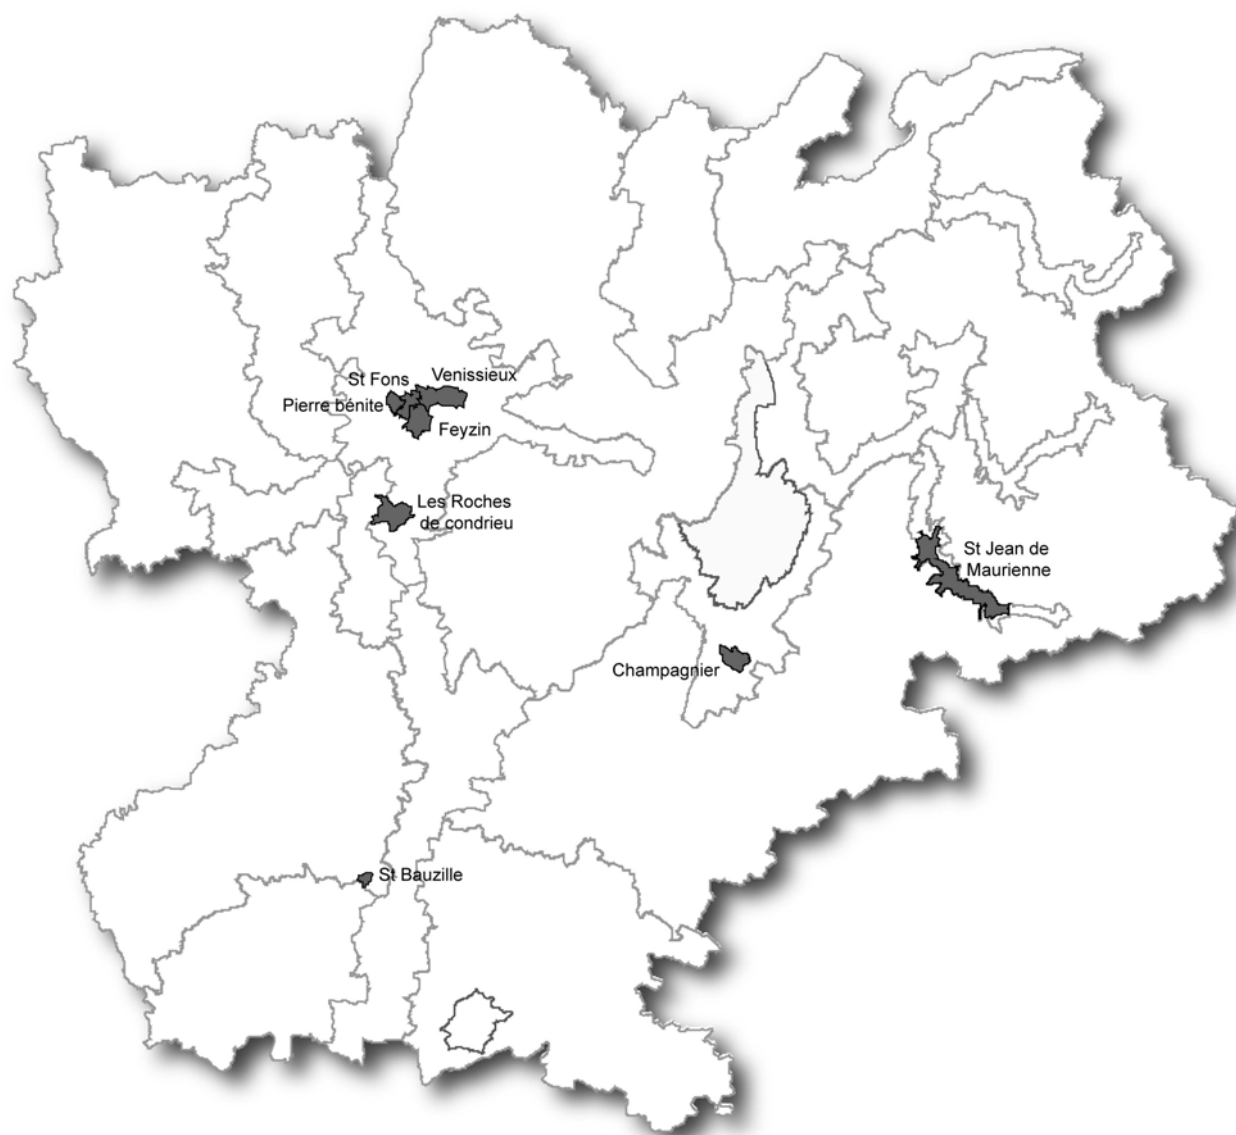 St Fons
Venissieux
Pierre bénite
Feyzin
Les Roches
de condrieu
St Jean de
Maurienne
Champagnier
St Bauzille